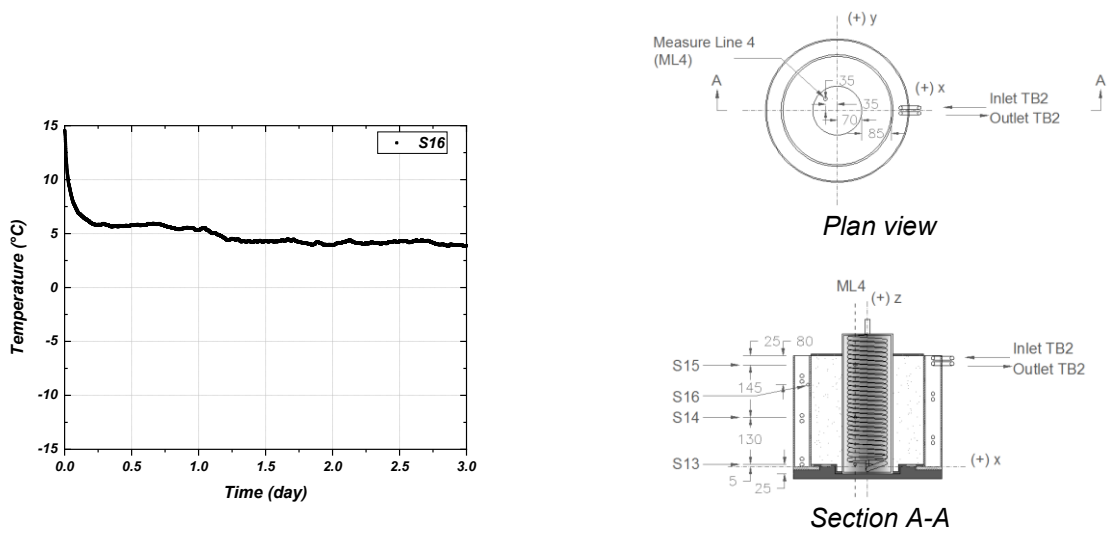 15
10
5
0
-5
-10
-15
Temperature (°C)
S16
0.0 0.5 1.0 1.5 2.0 2.5 3.0
Time (day)
(+) y
Measure Line 4
(ML4)
35
A
A
(+) x
35
Inlet TB2
Outlet TB2
70
85
Plan view
ML4
(+) z
25 80
Inlet TB2
Outlet TB2
S15
145
S16
S14
130
S13
(+) x
5
25
Section A-A